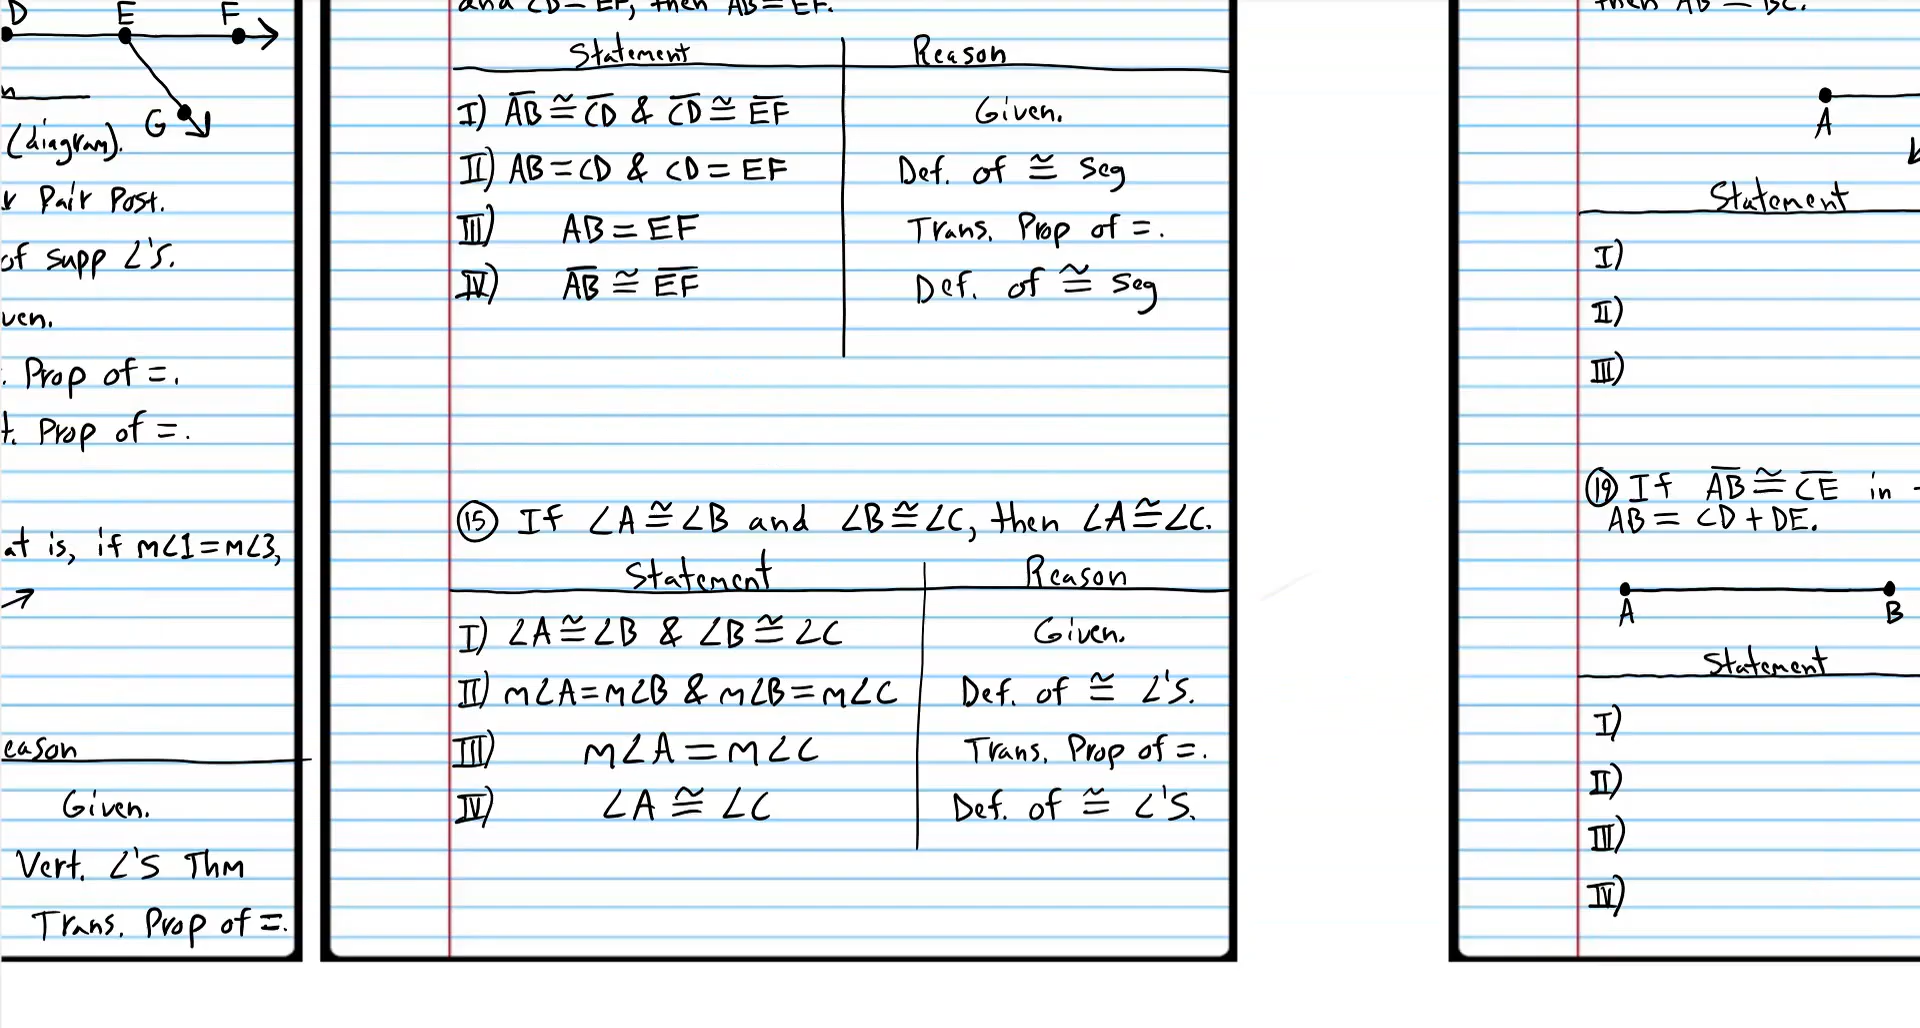 D E F
G
(diagram).
Pair Post.
of supp ∠'s.
Prop of =.
Prop of =.
at is, if m∠1=m∠3,
eason
Given.
Vert. ∠'s Thm
Trans. Prop of =.
and CD = EF, then AB = EF.
Statement Reason
I) A̅B̅ ≅ C̅D̅ & C̅D̅ ≅ E̅F̅ Given.
II) AB = CD & CD = EF Def. of ≅ seg
III) AB = EF Trans. Prop of =.
IV) A̅B̅ ≅ E̅F̅ Def. of ≅ seg
⑮ If ∠A ≅ ∠B and ∠B ≅ ∠C, then ∠A ≅ ∠C.
Statement Reason
I) ∠A ≅ ∠B & ∠B ≅ ∠C Given.
II) m∠A = m∠B & m∠B = m∠C Def. of ≅ ∠'s.
III) m∠A = m∠C Trans. Prop of =.
IV) ∠A ≅ ∠C Def. of ≅ ∠'s.
then AB = BC.
A
Statement
I)
II)
III)
⑲ If A̅B̅ ≅ C̅E̅ in
AB = CD + DE.
A B
Statement
I)
II)
III)
IV)